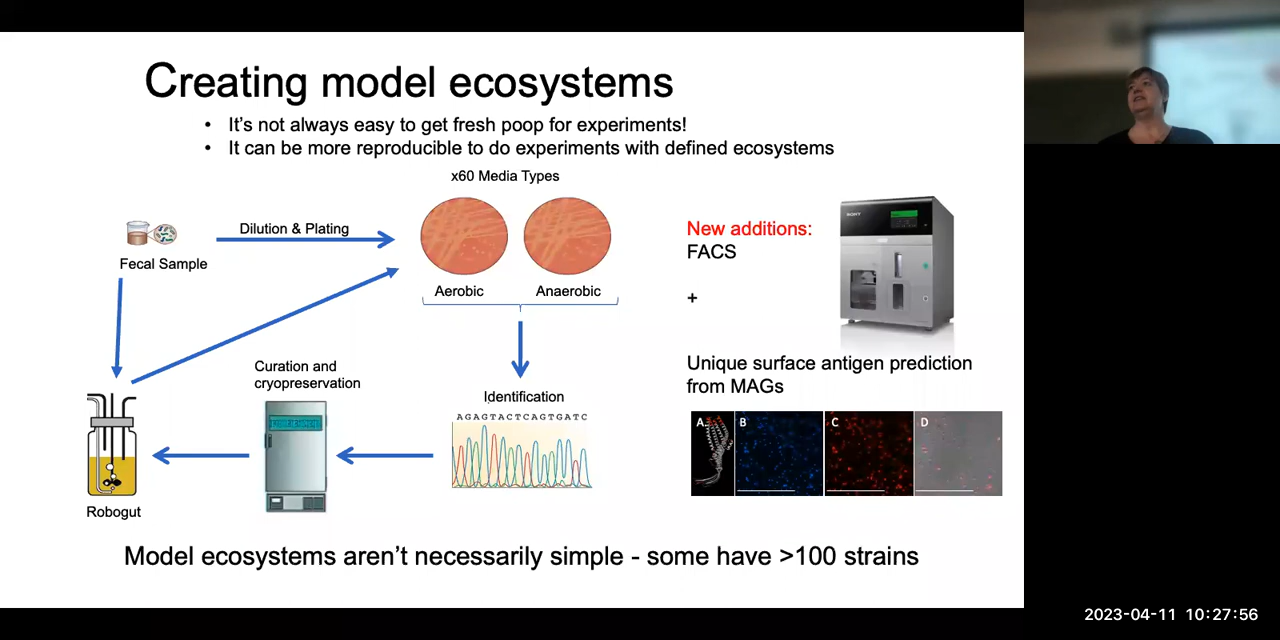 Creating model ecosystems
• It's not always easy to get fresh poop for experiments!
• It can be more reproducible to do experiments with defined ecosystems
x60 Media Types
Dilution & Plating
Fecal Sample
Aerobic
Anaerobic
New additions:
FACS
+
SONY
Unique surface antigen prediction
from MAGs
Curation and
cryopreservation
Identification
AGAGTACTCAGTGATC
A.
B
C
D
Robogut
Model ecosystems aren't necessarily simple - some have >100 strains
2023-04-11 10:27:56